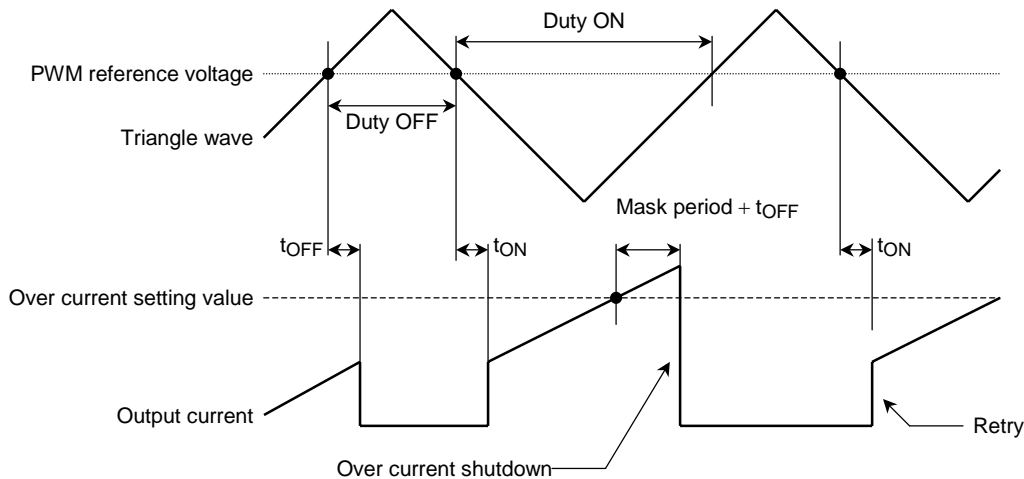 Duty ON
PWM reference voltage
Duty OFF
Triangle wave
Mask period + tOFF
tOFF
tON
tON
Over current setting value
Output current
Retry
Over current shutdown